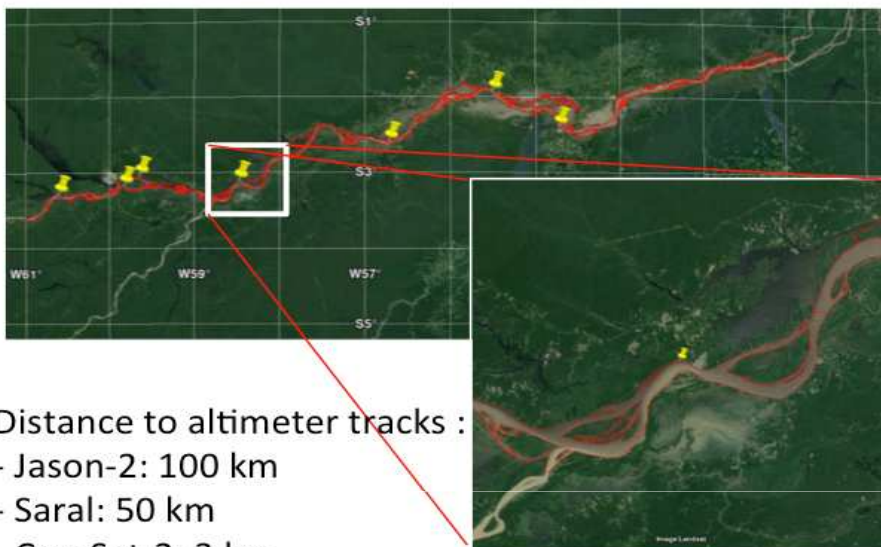 S1°
S3
W61°
W59°
W57°
S5°
Image Landsat
Distance to altimeter tracks :
- Jason-2: 100 km
- Saral: 50 km